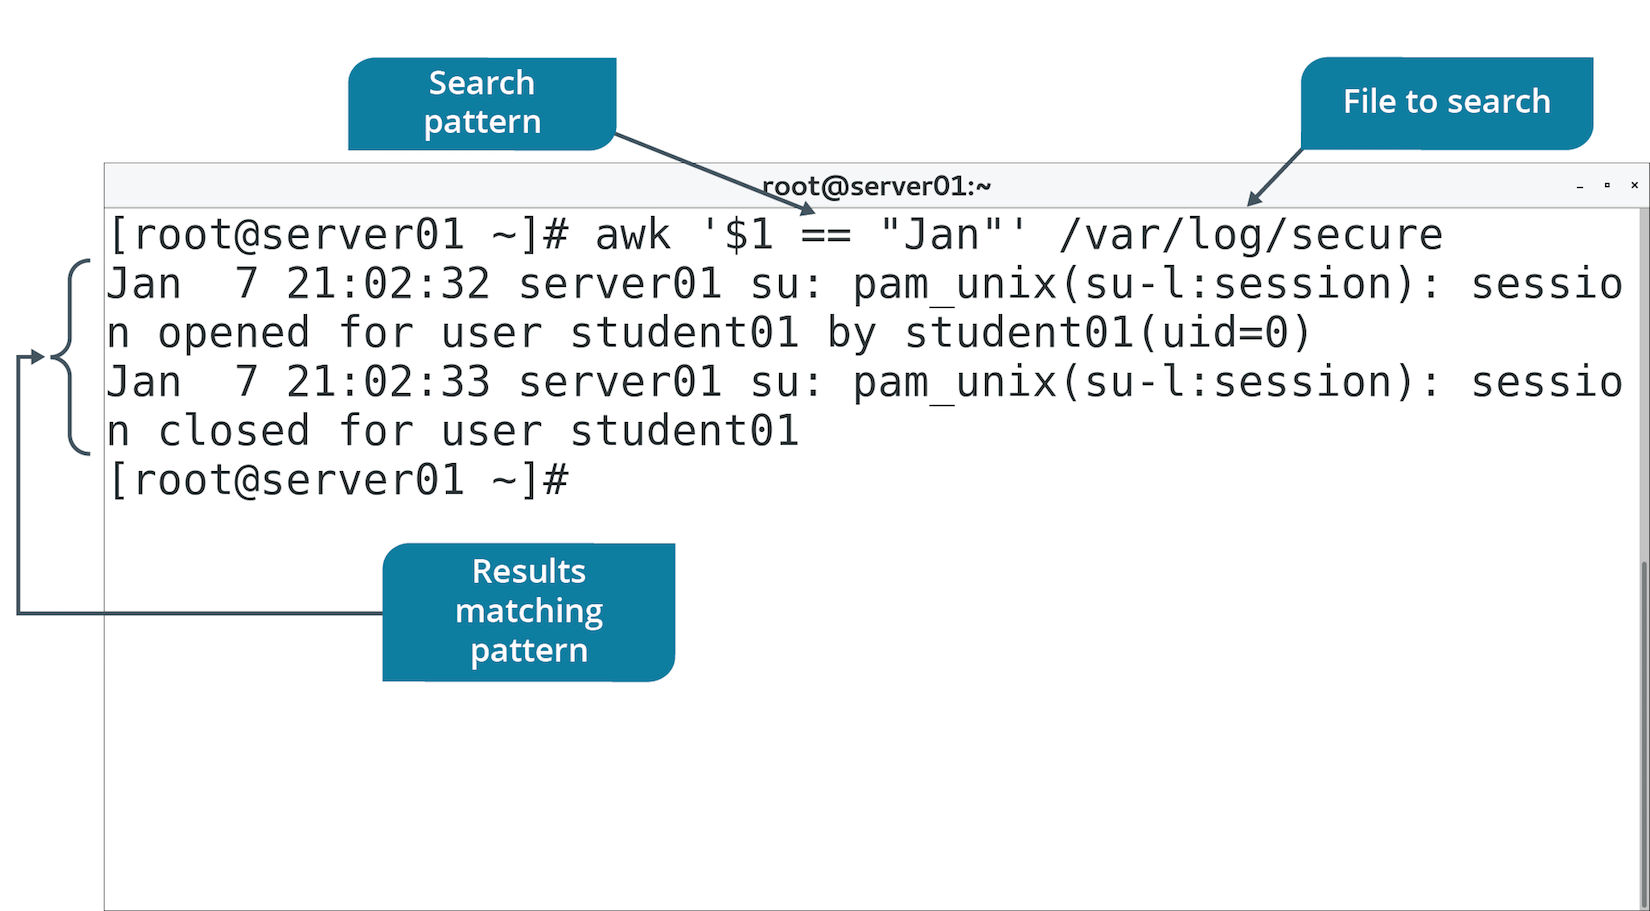 Search
pattern
File to search
root@server01:~
[root@server01 ~]# awk '$1 == "Jan"' /var/log/secure
Jan  7 21:02:32 server01 su: pam_unix(su-l:session): sessio
n opened for user student01 by student01(uid=0)
Jan  7 21:02:33 server01 su: pam_unix(su-l:session): sessio
n closed for user student01
[root@server01 ~]#
Results
matching
pattern